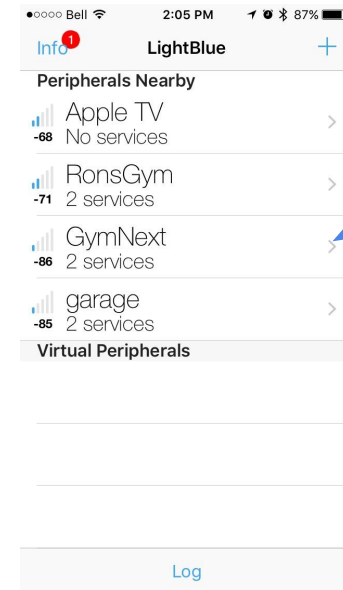 Bell 2:05 PM 87%
Info 1 LightBlue +
Peripherals Nearby
Apple TV
-68 No services
RonsGym
-71 2 services
GymNext
-86 2 services
garage
-85 2 services
Virtual Peripherals
Log